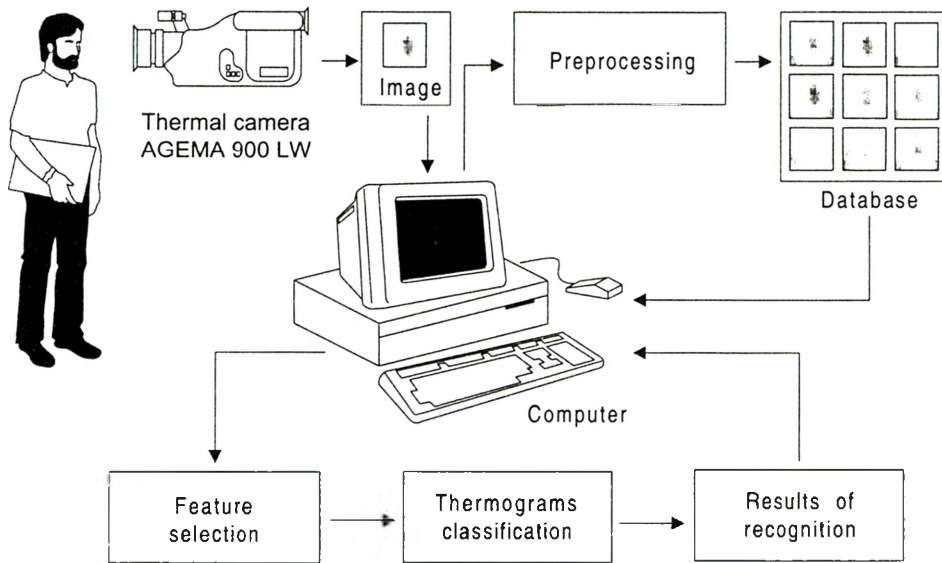 Thermal camera
AGEMA 900 LW
Image
Preprocessing
Database
Computer
Feature
selection
Thermograms
classification
Results of
recognition